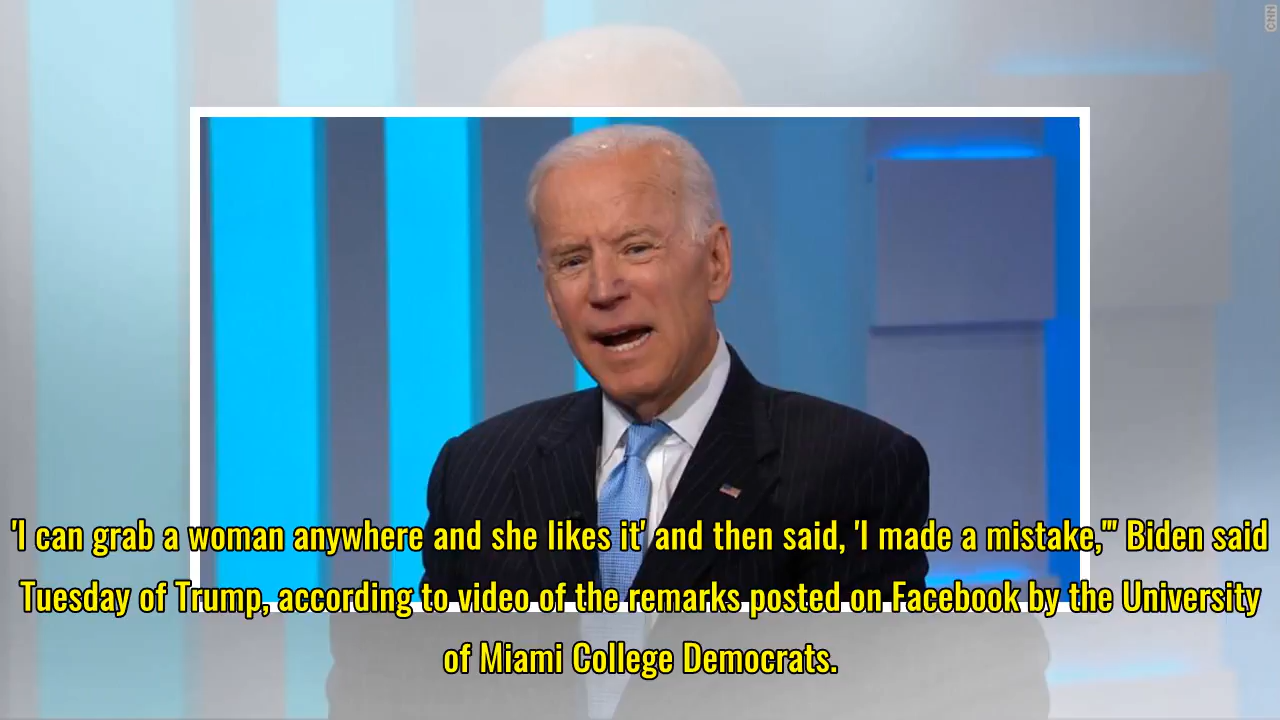 CNN
'I can grab a woman anywhere and she likes it' and then said, 'I made a mistake,'" Biden said
Tuesday of Trump, according to video of the remarks posted on Facebook by the University
of Miami College Democrats.